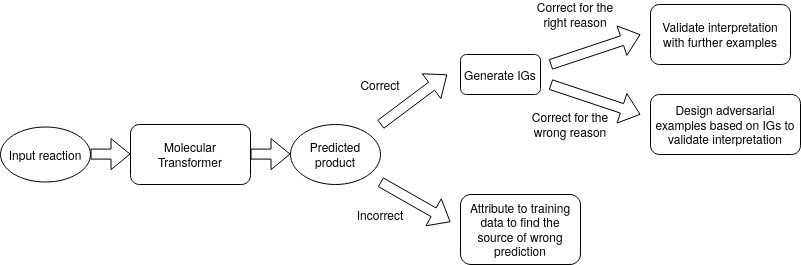 Input reaction
Molecular
Transformer
Predicted
product
Correct
Incorrect
Generate IGs
Correct for the
right reason
Correct for the
wrong reason
Validate interpretation
with further examples
Design adversarial
examples based on IGs to
validate interpretation
Attribute to training
data to find the
source of wrong
prediction